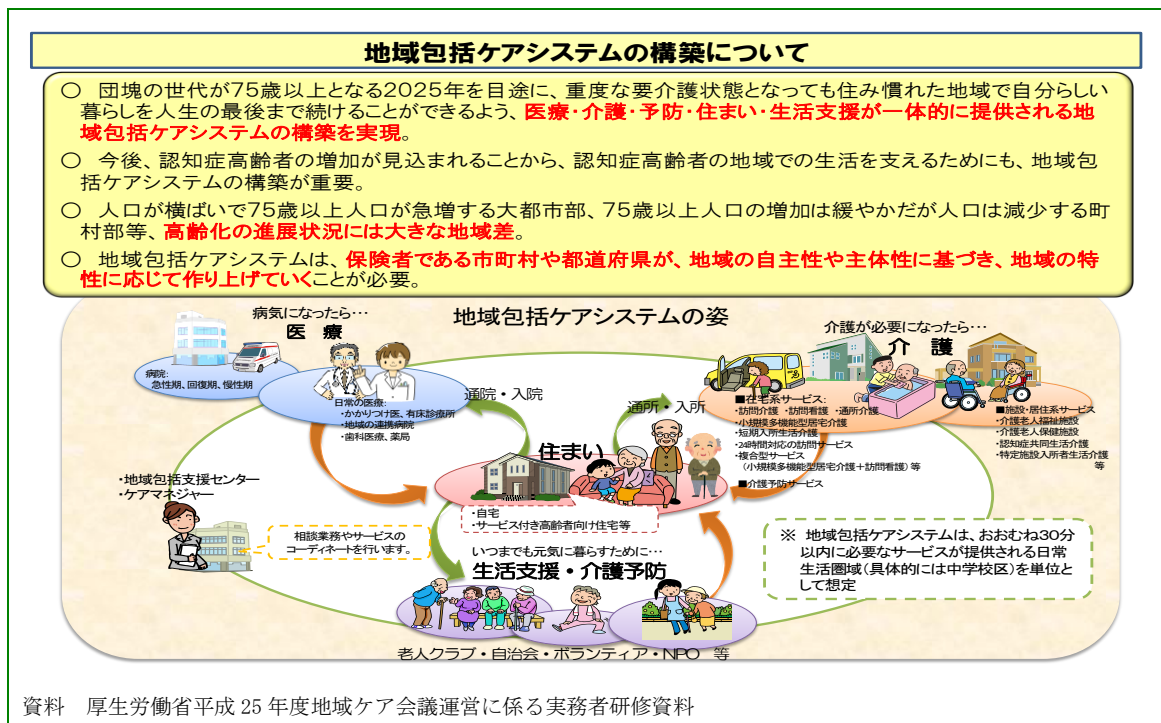 地域包括ケアシステムの構築について
○ 団塊の世代が75歳以上となる2025年を目途に、重度な要介護状態となっても住み慣れた地域で自分らしい
暮らしを人生の最後まで続けることができるよう、医療・介護・予防・住まい・生活支援が一体的に提供される地
域包括ケアシステムの構築を実現。
○ 今後、認知症高齢者の増加が見込まれることから、認知症高齢者の地域での生活を支えるためにも、地域包
括ケアシステムの構築が重要。
○ 人口が横ばいで75歳以上人口が急増する大都市部、75歳以上人口の増加は緩やかだが人口は減少する町
村部等、高齢化の進展状況には大きな地域差。
○ 地域包括ケアシステムは、保険者である市町村や都道府県が、地域の自主性や主体性に基づき、地域の特
性に応じて作り上げていくことが必要。
地域包括ケアシステムの姿
病気になったら…
医 療
病院:
急性期、回復期、慢性期
日常の医療:
・かかりつけ医、有床診療所
・地域の連携病院
・歯科医療、薬局
通院・入院
通所・入所
介護が必要になったら…
介 護
■在宅系サービス:
・訪問介護 ・訪問看護 ・通所介護
・小規模多機能型居宅介護
・短期入所生活介護
・24時間対応の訪問サービス
・複合型サービス
(小規模多機能型居宅介護+訪問看護)等
■介護予防サービス
■施設・居住系サービス
・介護老人福祉施設
・介護老人保健施設
・認知症共同生活介護
・特定施設入所者生活介護
等
住まい
・自宅
・サービス付き高齢者向け住宅等
・地域包括支援センター
・ケアマネジャー
相談業務やサービスの
コーディネートを行います。
いつまでも元気に暮らすために…
生活支援・介護予防
老人クラブ・自治会・ボランティア・NPO 等
※ 地域包括ケアシステムは、おおむね30分
以内に必要なサービスが提供される日常
生活圏域(具体的には中学校区)を単位と
して想定
資料 厚生労働省平成 25 年度地域ケア会議運営に係る実務者研修資料